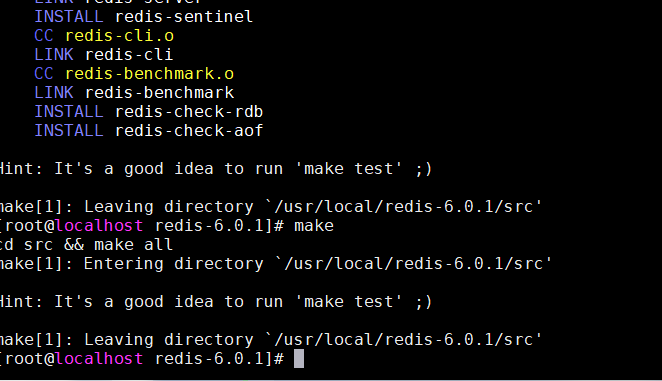 LINK redis-server
INSTALL redis-sentinel
CC redis-cli.o
LINK redis-cli
CC redis-benchmark.o
LINK redis-benchmark
INSTALL redis-check-rdb
INSTALL redis-check-aof
Hint: It's a good idea to run 'make test' ;)
make[1]: Leaving directory `/usr/local/redis-6.0.1/src'
[root@localhost redis-6.0.1]# make
cd src && make all
make[1]: Entering directory `/usr/local/redis-6.0.1/src'
Hint: It's a good idea to run 'make test' ;)
make[1]: Leaving directory `/usr/local/redis-6.0.1/src'
[root@localhost redis-6.0.1]#